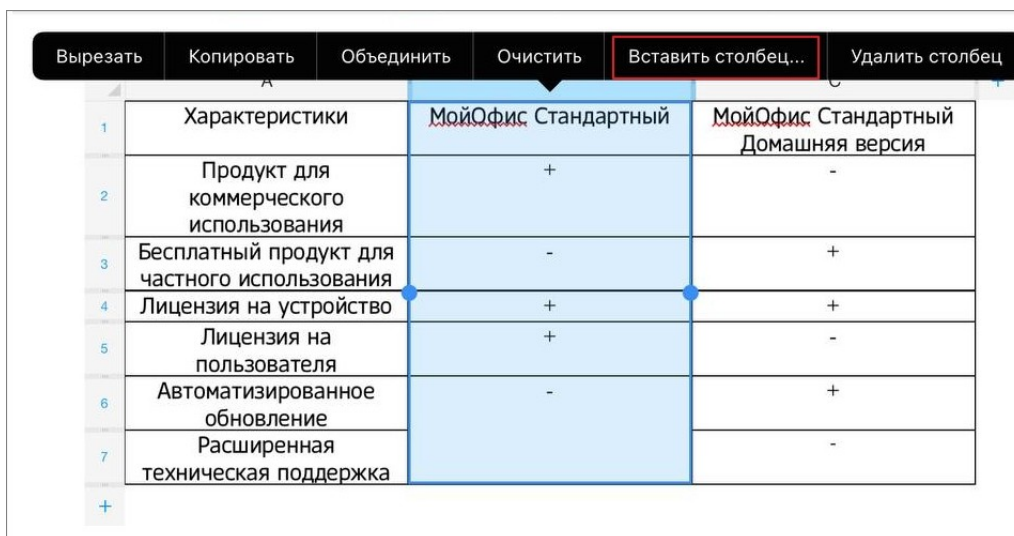 Вырезать Копировать Объединить Очистить Вставить столбец... Удалить столбец
A C +
1 Характеристики МойОфис Стандартный МойОфис Стандартный
Домашняя версия
2 Продукт для + -
коммерческого
использования
3 Бесплатный продукт для - +
частного использования
4 Лицензия на устройство + +
5 Лицензия на + -
пользователя
6 Автоматизированное - +
обновление
7 Расширенная -
техническая поддержка
+